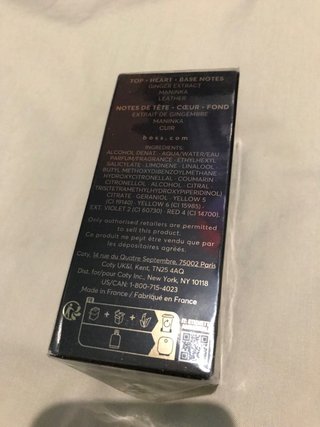 TOP - HEART - BASE NOTES
GINGER EXTRACT
MANINKA
LEATHER
NOTES DE TÊTE - CŒUR - FOND
EXTRAIT DE GINGEMBRE
MANINKA
CUIR
boss.com
INGREDIENTS:
ALCOHOL DENAT. · AQUA/WATER/EAU
PARFUM/FRAGRANCE · ETHYLHEXYL
SALICYLATE · LIMONENE · LINALOOL ·
BUTYL METHOXYDIBENZOYLMETHANE
HYDROXYCITRONELLAL · COUMARIN ·
CITRONELLOL · ALCOHOL · CITRAL ·
TRIS(TETRAMETHYLHYDROXYPIPERIDINOL)
CITRATE · GERANIOL · YELLOW 5
(CI 19140) · YELLOW 6 (CI 15985) ·
EXT. VIOLET 2 (CI 60730) · RED 4 (CI 14700).
Only authorised retailers are permitted
to sell this product.
Ce produit ne peut être vendu que par
les dépositaires agréés.
Coty, 14 rue du Quatre Septembre, 75002 Paris
Coty UK&I, Kent, TN25 4AQ
Dist. for/pour Coty Inc., New York, NY 10118
US/CAN: 1-800-715-4023
Made in France / Fabriqué en France
FR